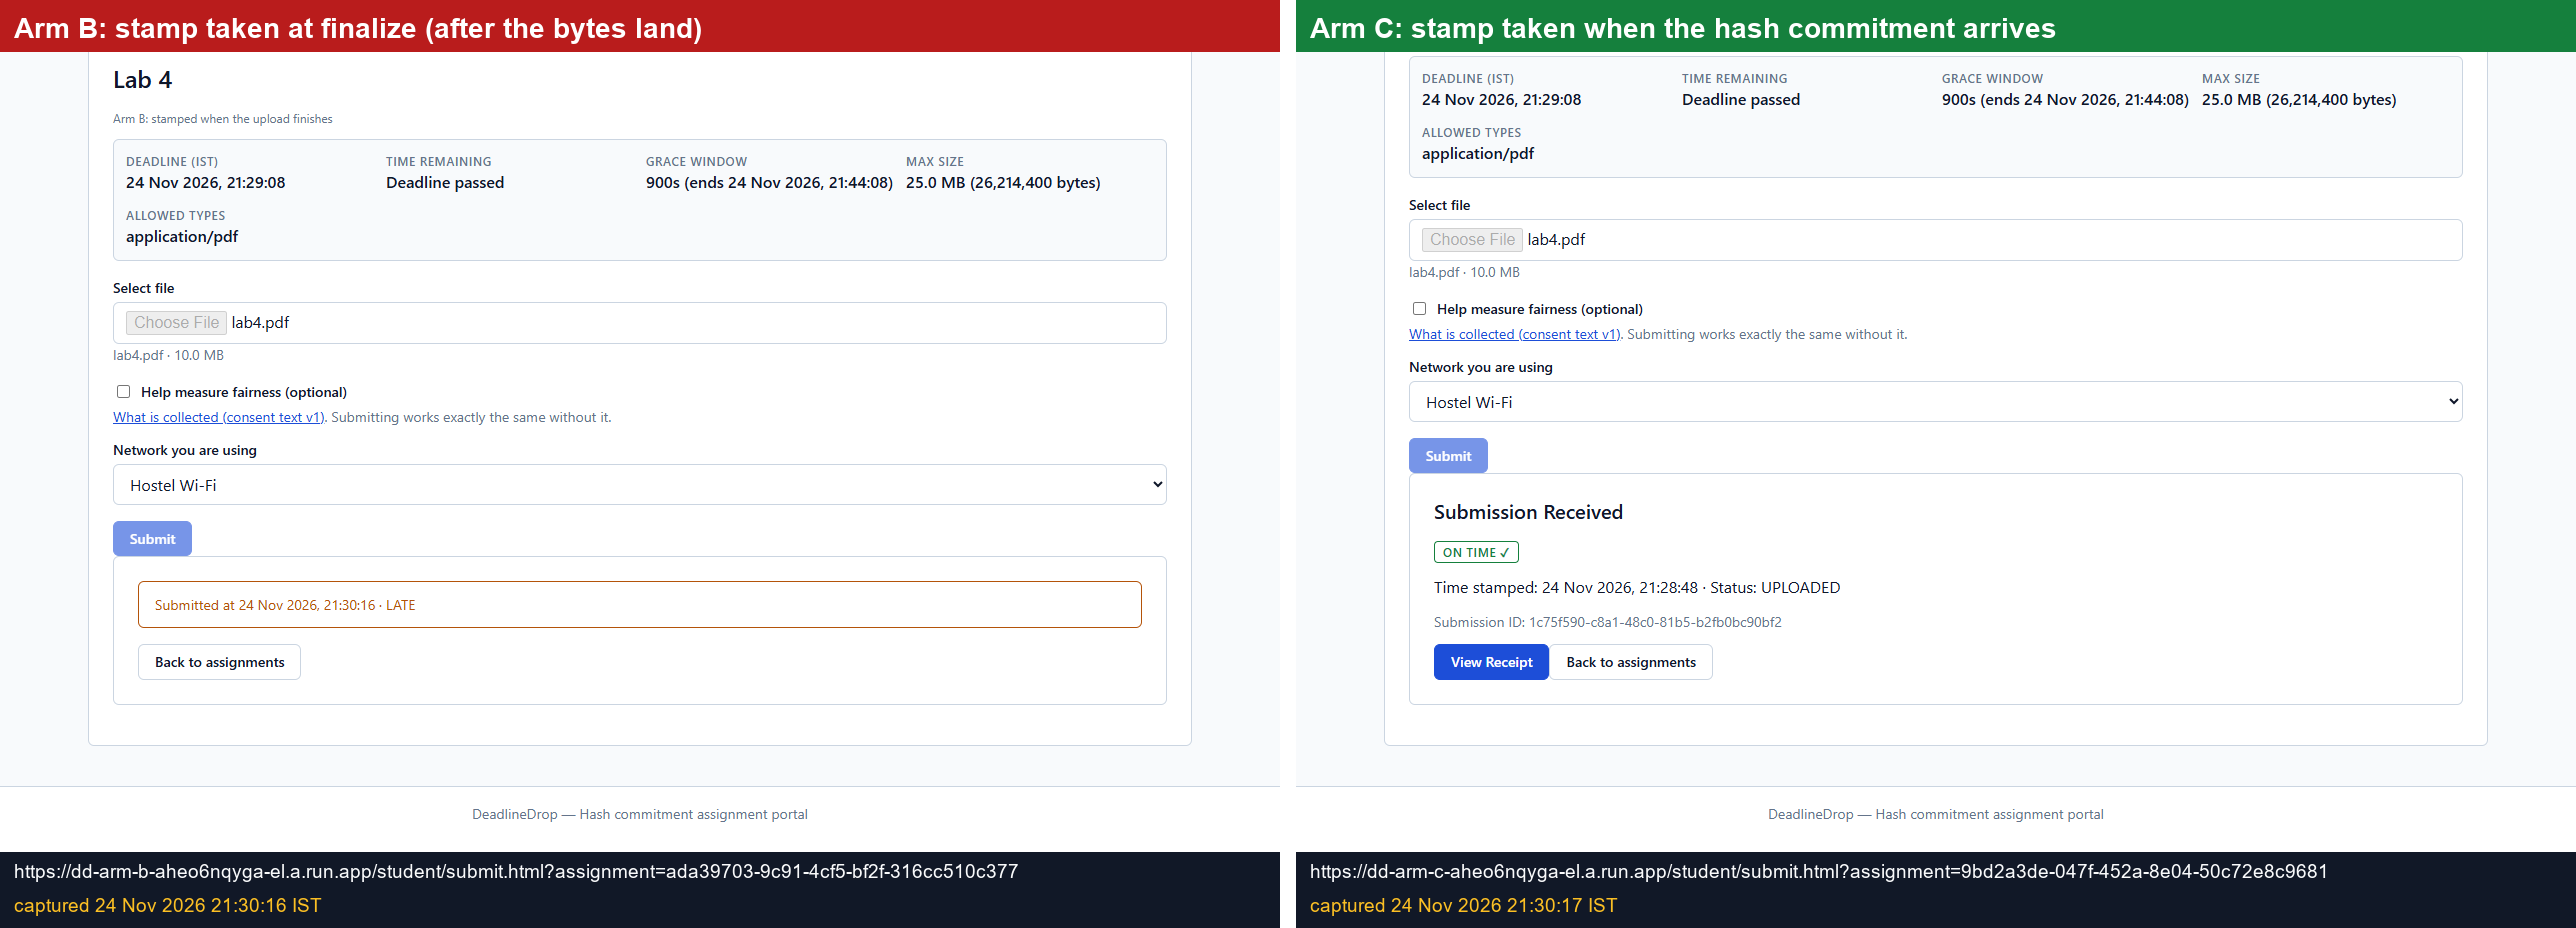 Arm B: stamp taken at finalize (after the bytes land)
Lab 4
Arm B: stamped when the upload finishes
DEADLINE (IST)
24 Nov 2026, 21:29:08
TIME REMAINING
Deadline passed
GRACE WINDOW
900s (ends 24 Nov 2026, 21:44:08)
MAX SIZE
25.0 MB (26,214,400 bytes)
ALLOWED TYPES
application/pdf
Select file
Choose File lab4.pdf
lab4.pdf · 10.0 MB
Help measure fairness (optional)
What is collected (consent text v1). Submitting works exactly the same without it.
Network you are using
Hostel Wi-Fi
Submit
Submitted at 24 Nov 2026, 21:30:16 · LATE
Back to assignments
DeadlineDrop — Hash commitment assignment portal
https://dd-arm-b-aheo6nqyga-el.a.run.app/student/submit.html?assignment=ada39703-9c91-4cf5-bf2f-316cc510c377
captured 24 Nov 2026 21:30:16 IST
Arm C: stamp taken when the hash commitment arrives
DEADLINE (IST)
24 Nov 2026, 21:29:08
TIME REMAINING
Deadline passed
GRACE WINDOW
900s (ends 24 Nov 2026, 21:44:08)
MAX SIZE
25.0 MB (26,214,400 bytes)
ALLOWED TYPES
application/pdf
Select file
Choose File lab4.pdf
lab4.pdf · 10.0 MB
Help measure fairness (optional)
What is collected (consent text v1). Submitting works exactly the same without it.
Network you are using
Hostel Wi-Fi
Submit
Submission Received
ON TIME ✓
Time stamped: 24 Nov 2026, 21:28:48 · Status: UPLOADED
Submission ID: 1c75f590-c8a1-48c0-81b5-b2fb0bc90bf2
View Receipt
Back to assignments
DeadlineDrop — Hash commitment assignment portal
https://dd-arm-c-aheo6nqyga-el.a.run.app/student/submit.html?assignment=9bd2a3de-047f-452a-8e04-50c72e8c9681
captured 24 Nov 2026 21:30:17 IST